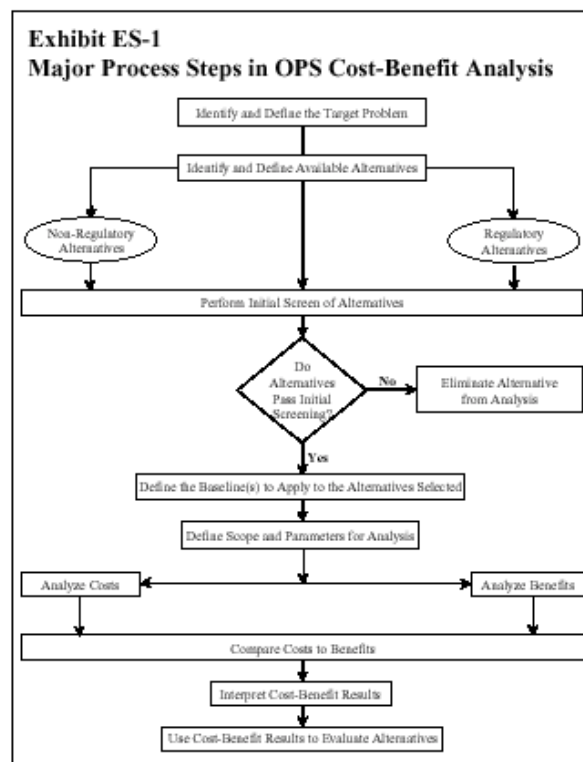 Exhibit ES-1
Major Process Steps in OPS Cost-Benefit Analysis
Identify and Define the Target Problem
Identify and Define Available Alternatives
Non-Regulatory
Alternatives
Regulatory
Alternatives
Perform Initial Screen of Alternatives
Do
Alternatives
Pass Initial
Screening?
No
Eliminate Alternative
from Analysis
Yes
Define the Baseline(s) to Apply to the Alternatives Selected
Define Scope and Parameters for Analysis
Analyze Costs
Analyze Benefits
Compare Costs to Benefits
Interpret Cost-Benefit Results
Use Cost-Benefit Results to Evaluate Alternatives